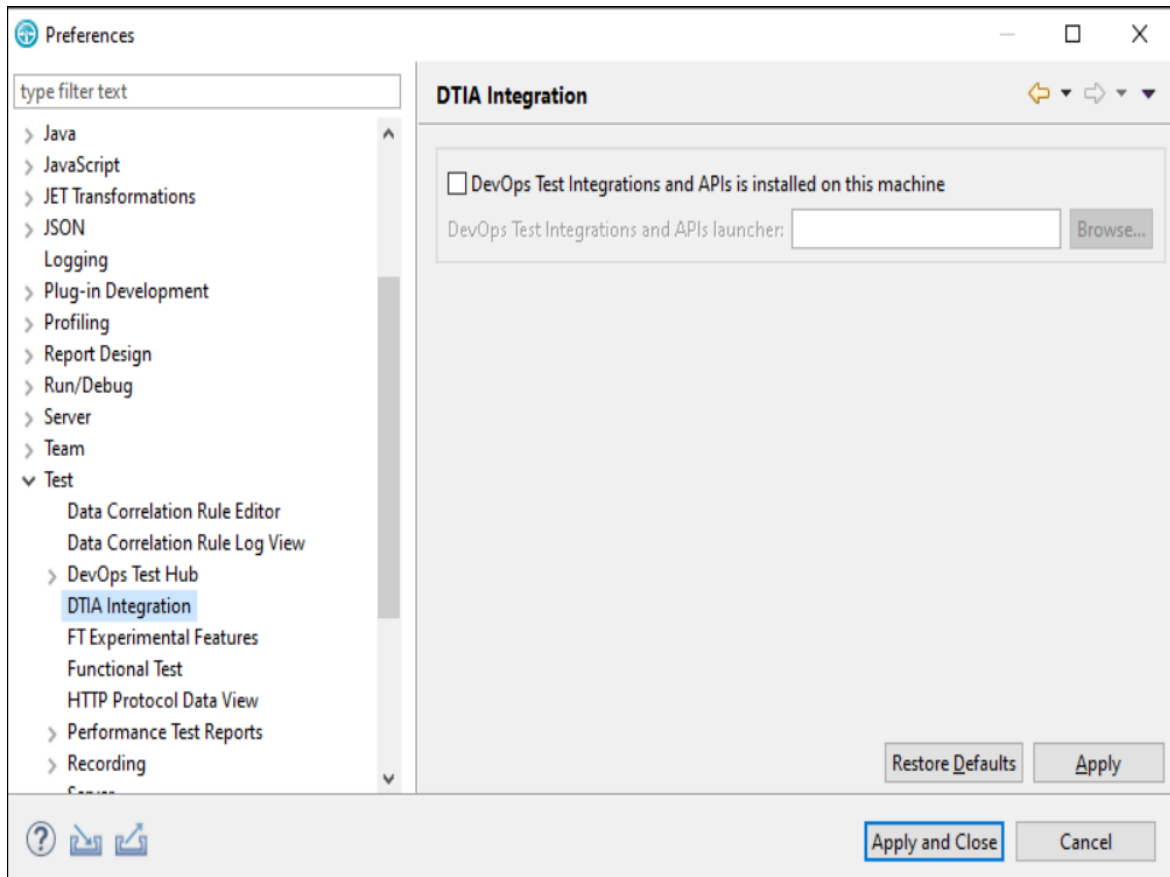 Preferences
type filter text
Java
JavaScript
JET Transformations
JSON
Logging
Plug-in Development
Profiling
Report Design
Run/Debug
Server
Team
Test
Data Correlation Rule Editor
Data Correlation Rule Log View
DevOps Test Hub
DTIA Integration
FT Experimental Features
Functional Test
HTTP Protocol Data View
Performance Test Reports
Recording
DTIA Integration
DevOps Test Integrations and APIs is installed on this machine
DevOps Test Integrations and APIs launcher: Browse...
Restore Defaults Apply
Apply and Close Cancel